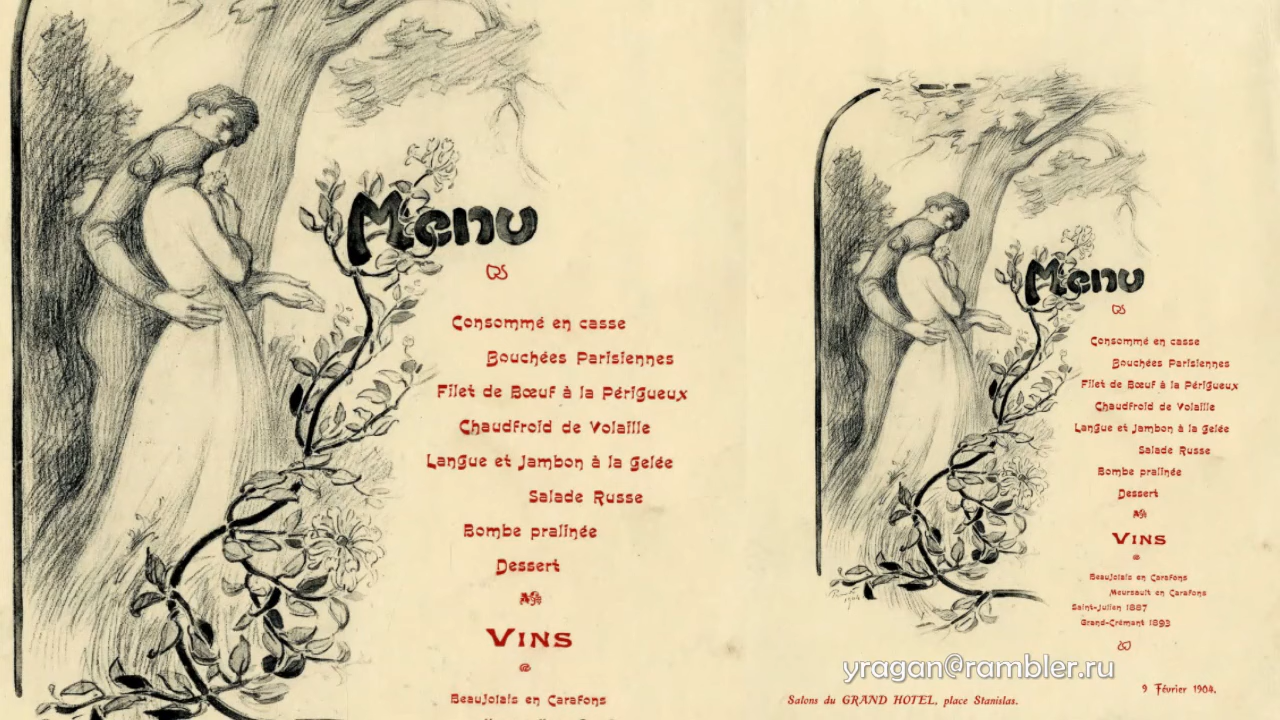 Menu
Consommé en casse
Bouchées Parisiennes
Filet de Bœuf à la Périgueux
Chaudfroid de Volaille
Langue et Jambon à la gelée
Salade Russe
Bombe pralinée
Dessert
Vins
Beaujolais en Carafons
Menu
Consommé en casse
Bouchées Parisiennes
Filet de Bœuf à la Périgueux
Chaudfroid de Volaille
Langue et Jambon à la gelée
Salade Russe
Bombe pralinée
Dessert
Vins
Beaujolais en Carafons
Meursault en Carafons
Saint-Julien 1887
Grand-Crémant 1893
yragan@rambler.ru
9 Février 1904.
Salons du GRAND HOTEL, place Stanislas.